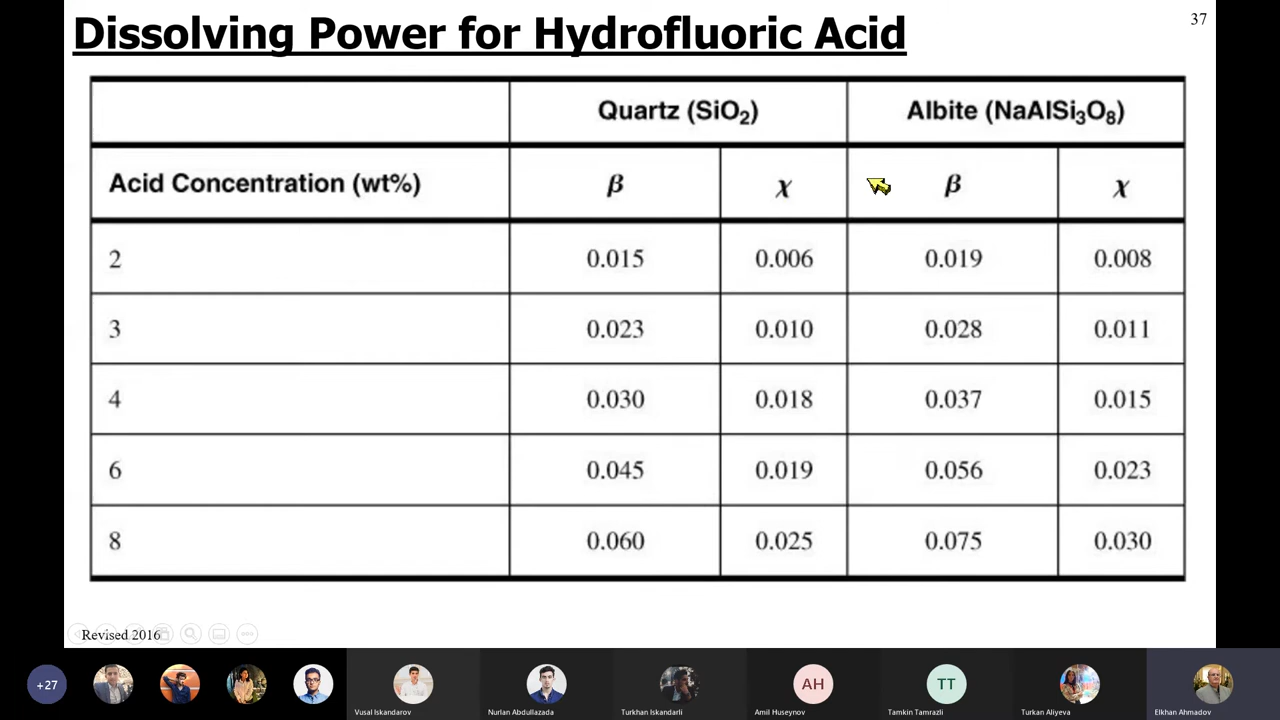 37
Dissolving Power for Hydrofluoric Acid
Quartz (SiO₂) Albite (NaAlSi₃O₈)
Acid Concentration (wt%) β χ β χ
2 0.015 0.006 0.019 0.008
3 0.023 0.010 0.028 0.011
4 0.030 0.018 0.037 0.015
6 0.045 0.019 0.056 0.023
8 0.060 0.025 0.075 0.030
Revised 2016
+27 AH TT
Vusal Iskandarov Nurlan Abdullazada Turkhan Iskandarli Amil Huseynov Tamkin Tamrazli Turkan Aliyeva Elkhan Ahmadov